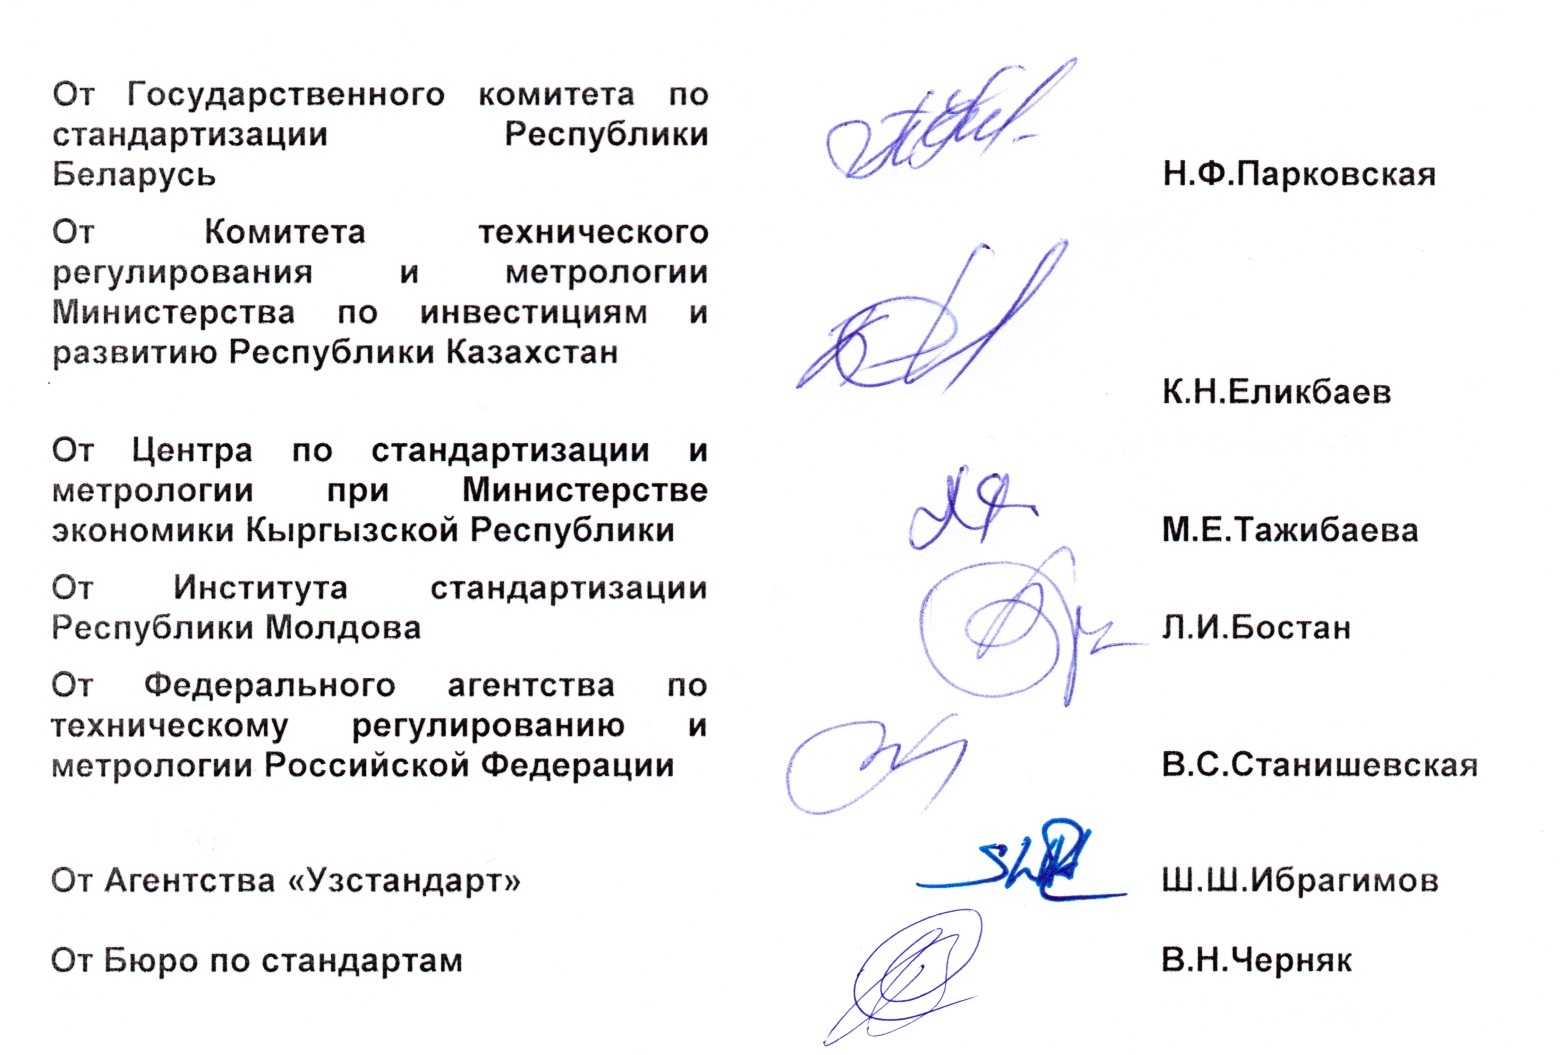 От Государственного комитета по
стандартизации Республики
Беларусь Н.Ф.Парковская
От Комитета технического
регулирования и метрологии
Министерства по инвестициям и
развитию Республики Казахстан
К.Н.Еликбаев
От Центра по стандартизации и
метрологии при Министерстве
экономики Кыргызской Республики М.Е.Тажибаева
От Института стандартизации
Республики Молдова Л.И.Бостан
От Федерального агентства по
техническому регулированию и
метрологии Российской Федерации В.С.Станишевская
От Агентства «Узстандарт» Ш.Ш.Ибрагимов
От Бюро по стандартам В.Н.Черняк